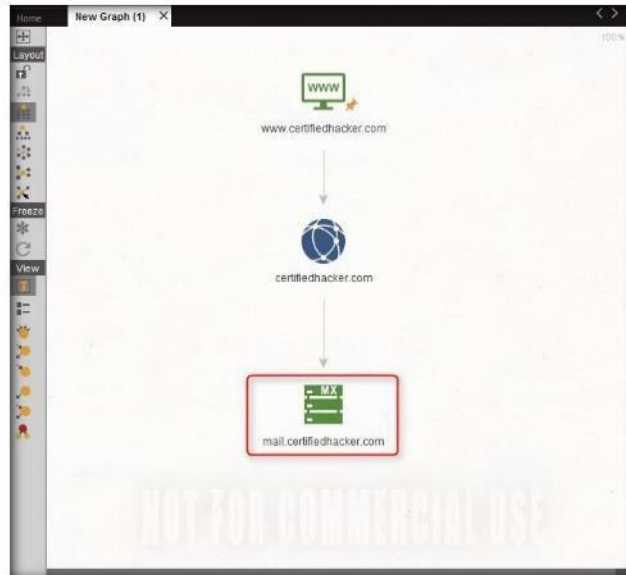 Home
New Graph (1) X
< >
100%
Layout
WWW
www.certifiedhacker.com
Freeze
certifiedhacker.com
View
MX
mail.certifiedhacker.com
NOT FOR COMMERCIAL USE